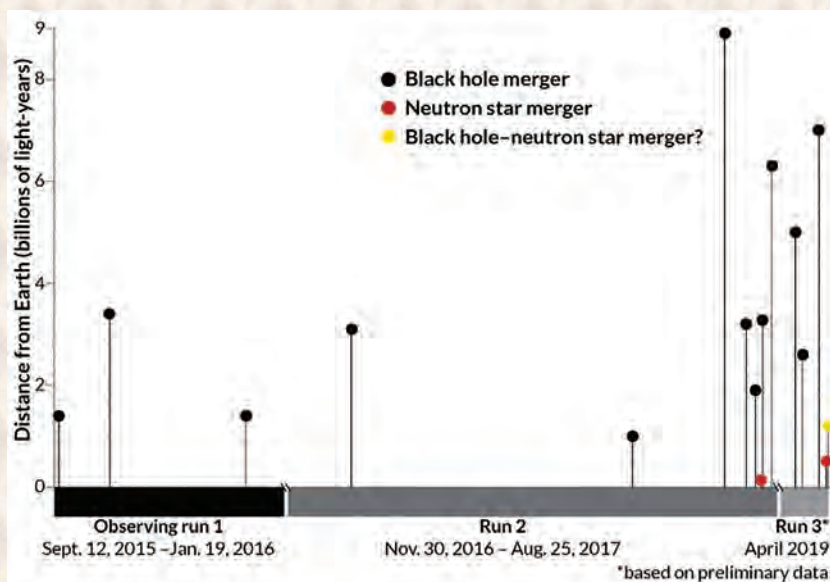 Distance from Earth (billions of light-years)
9
8
6
4
2
0
Black hole merger
Neutron star merger
Black hole–neutron star merger?
Observing run 1
Sept. 12, 2015 –Jan. 19, 2016
Run 2
Nov. 30, 2016 – Aug. 25, 2017
Run 3*
April 2019
*based on preliminary data